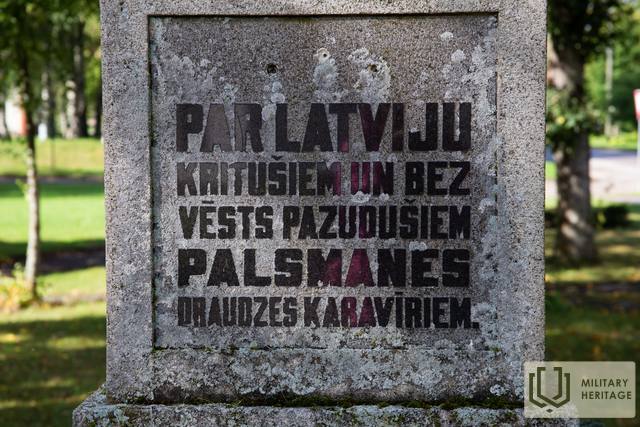 PAR LATVIJU
KRITUŠIEM UN BEZ
VĒSTS PAZUDUŠIEM
PALSMANES
DRAUDZES KARAVĪRIEM.
MILITARY
HERITAGE